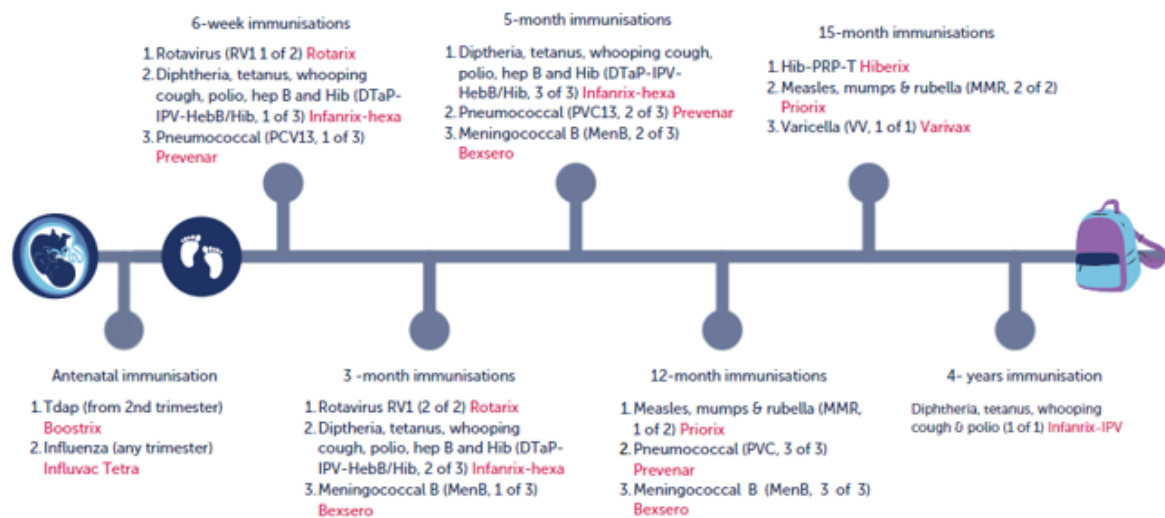 6-week immunisations
1. Rotavirus (RV1 1 of 2) Rotarix
2. Diphtheria, tetanus, whooping
cough, polio, hep B and Hib (DTaP-
IPV-HebB/Hib, 1 of 3) Infanrix-hexa
3. Pneumococcal (PCV13, 1 of 3)
Prevenar
5-month immunisations
1. Diptheria, tetanus, whooping cough,
polio, hep B and Hib (DTaP-IPV-
HebB/Hib, 3 of 3) Infanrix-hexa
2. Pneumococcal (PVC13, 2 of 3) Prevenar
3. Meningococcal B (MenB, 2 of 3)
Bexsero
15-month immunisations
1. Hib-PRP-T Hiberix
2. Measles, mumps & rubella (MMR, 2 of 2)
Priorix
3. Varicella (VV, 1 of 1) Varivax
Antenatal immunisation
1. Tdap (from 2nd trimester)
Boostrix
2. Influenza (any trimester)
Influvac Tetra
3 -month immunisations
1. Rotavirus RV1 (2 of 2) Rotarix
2. Diptheria, tetanus, whooping
cough, polio, hep B and Hib (DTaP-
IPV-HebB/Hib, 2 of 3) Infanrix-hexa
3. Meningococcal B (MenB, 1 of 3)
Bexsero
12-month immunisations
1. Measles, mumps & rubella (MMR,
1 of 2) Priorix
2. Pneumococcal (PVC, 3 of 3)
Prevenar
3. Meningococcal B (MenB, 3 of 3)
Bexsero
4- years immunisation
Diphtheria, tetanus, whooping
cough & polio (1 of 1) Infanrix-IPV